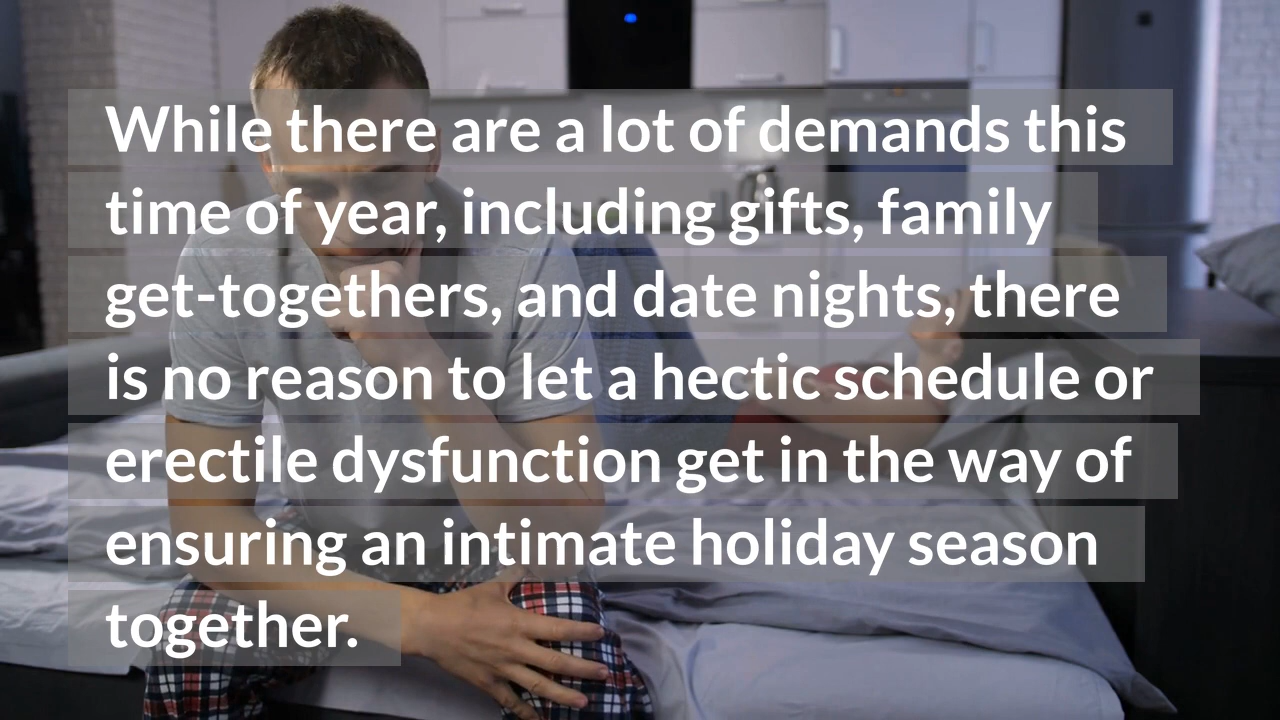 While there are a lot of demands this
time of year, including gifts, family
get-togethers, and date nights, there
is no reason to let a hectic schedule or
erectile dysfunction get in the way of
ensuring an intimate holiday season
together.